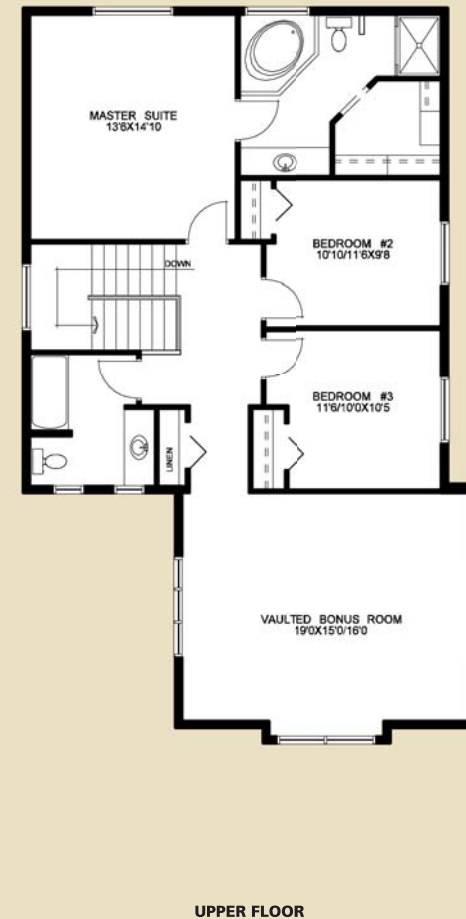 MASTER SUITE
13'6X14'10
DOWN
BEDROOM #2
10'10/11'6X9'8
BEDROOM #3
11'6/10'0X10'5
LINEN
VAULTED BONUS ROOM
19'0X15'0/16'0
UPPER FLOOR